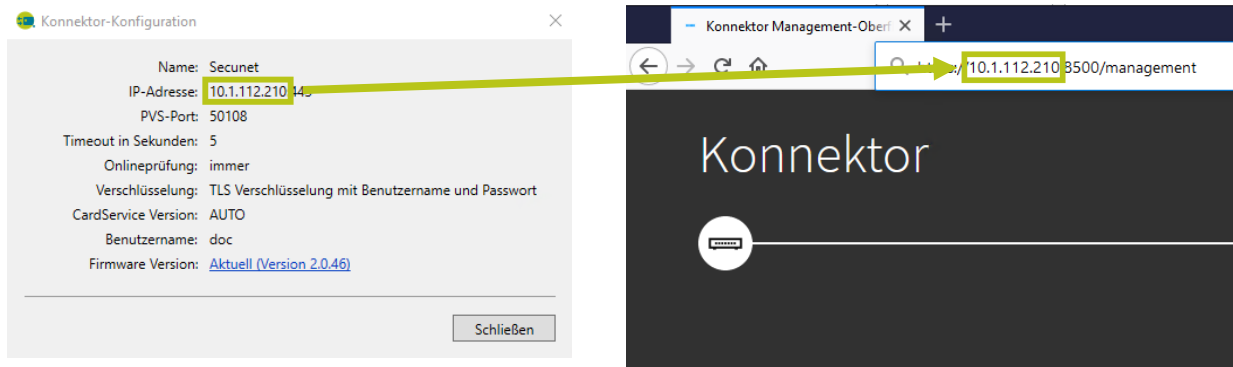 Konnektor-Konfiguration
Name: Secunet
IP-Adresse: 10.1.112.210:443
PVS-Port: 50108
Timeout in Sekunden: 5
Onlineprüfung: immer
Verschlüsselung: TLS Verschlüsselung mit Benutzername und Passwort
CardService Version: AUTO
Benutzername: doc
Firmware Version: Aktuell (Version 2.0.46)
Schließen
Konnektor Management-Oberf
10.1.112.210:8500/management
Konnektor